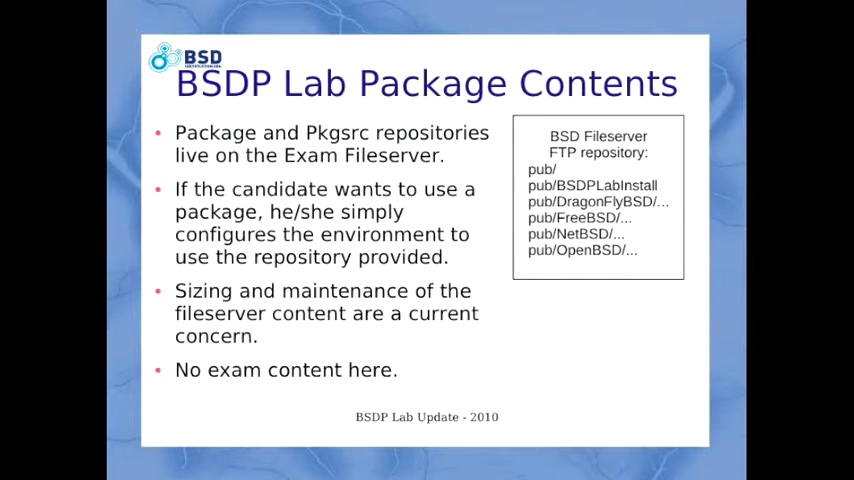 BSD
BSDP Lab Package Contents
Package and Pkgsrc repositories
live on the Exam Fileserver.
If the candidate wants to use a
package, he/she simply
configures the environment to
use the repository provided.
Sizing and maintenance of the
fileserver content are a current
concern.
No exam content here.
BSD Fileserver
FTP repository:
pub/
pub/BSDPLabInstall
pub/DragonFlyBSD/...
pub/FreeBSD/...
pub/NetBSD/...
pub/OpenBSD/...
BSDP Lab Update - 2010